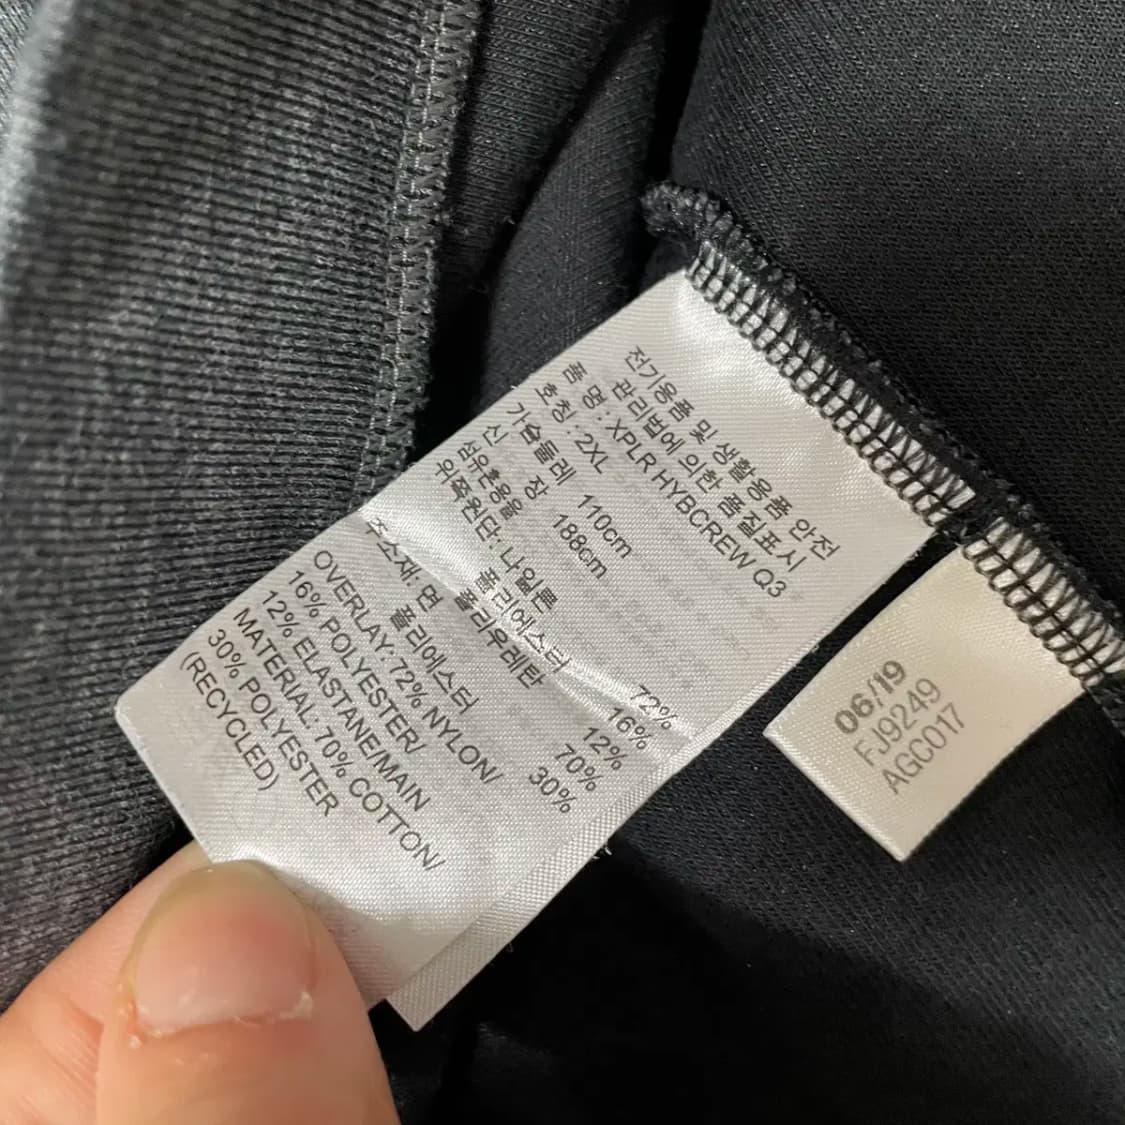 전기용품 및 생활용품 안전
관리법에 의한 품질표시
품 명 : XPLR HYBCREW Q3
호칭 : 2XL
가슴둘레 110cm
신 장 188cm
섬유혼용율
위쪽원단: 나일론 72%
폴리에스터 16%
폴리우레탄 12%
주소재: 면 70%
폴리에스터 30%
OVERLAY: 72% NYLON/
16% POLYESTER/
12% ELASTANE/MAIN
MATERIAL: 70% COTTON/
30% POLYESTER
(RECYCLED)
06/19
FJ9249
AGC017